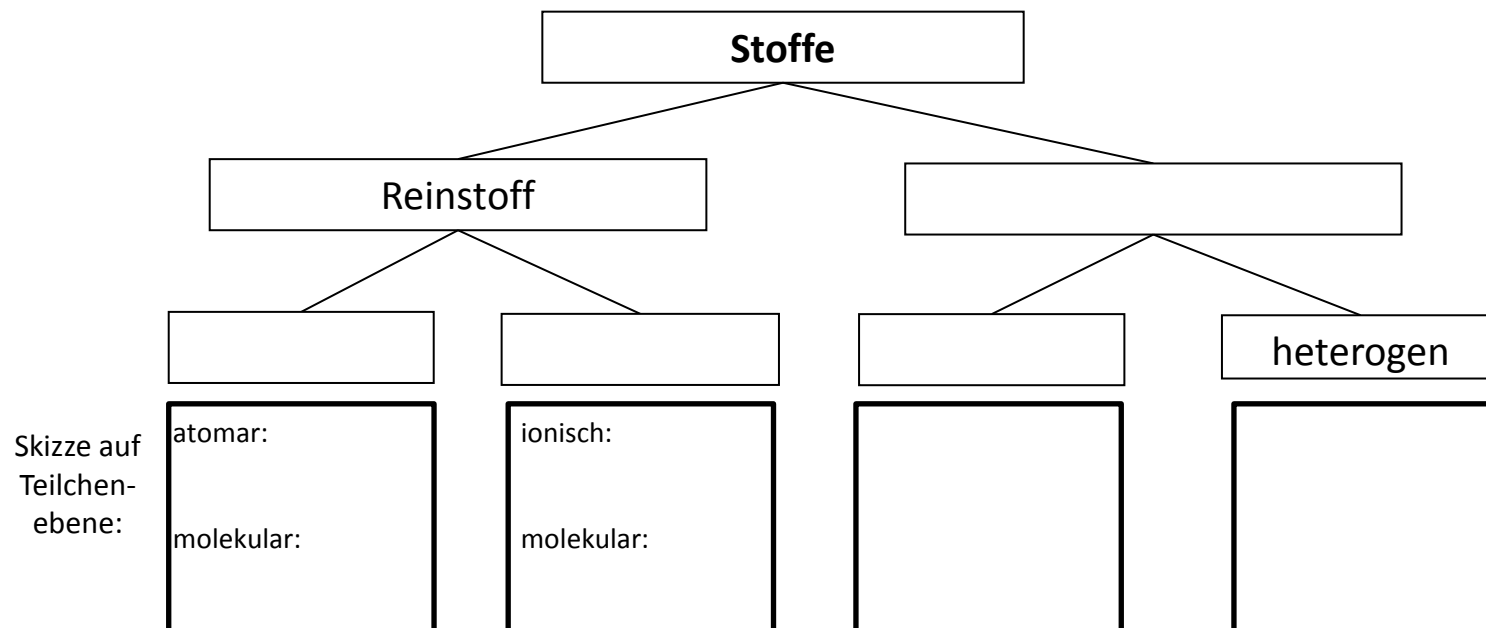 Stoffe
Reinstoff
heterogen
Skizze auf
Teilchen-
ebene:
atomar:
molekular:
ionisch:
molekular: